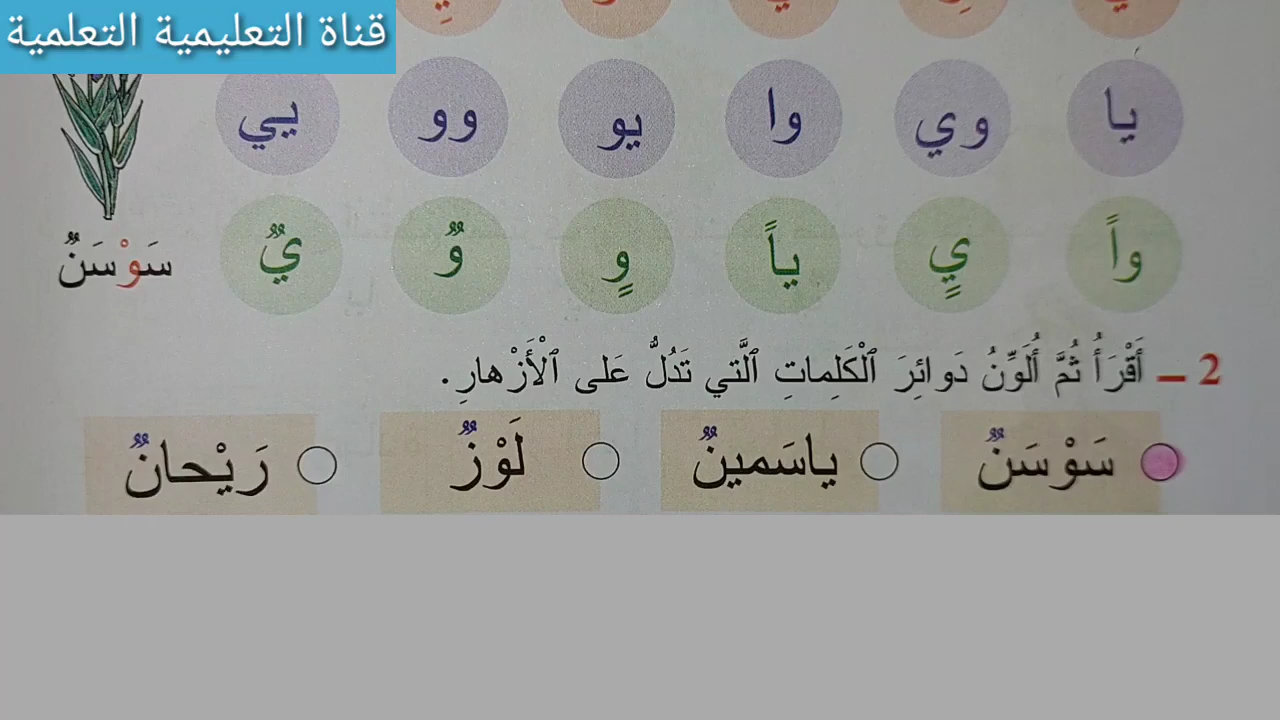 قناة التعليمية التعلمية
يا وي وا يو وو يي
واً يٍ ياً وٍ وٌ يٌ
سَوْسَنٌ
2 – أَقْرَأُ ثُمَّ أُلَوِّنُ دَوائِرَ ٱلْكَلِماتِ ٱلَّتي تَدُلُّ عَلى ٱلْأَزْهارِ.
سَوْسَنٌ ياسَمينٌ لَوْزٌ رَيْحانٌ